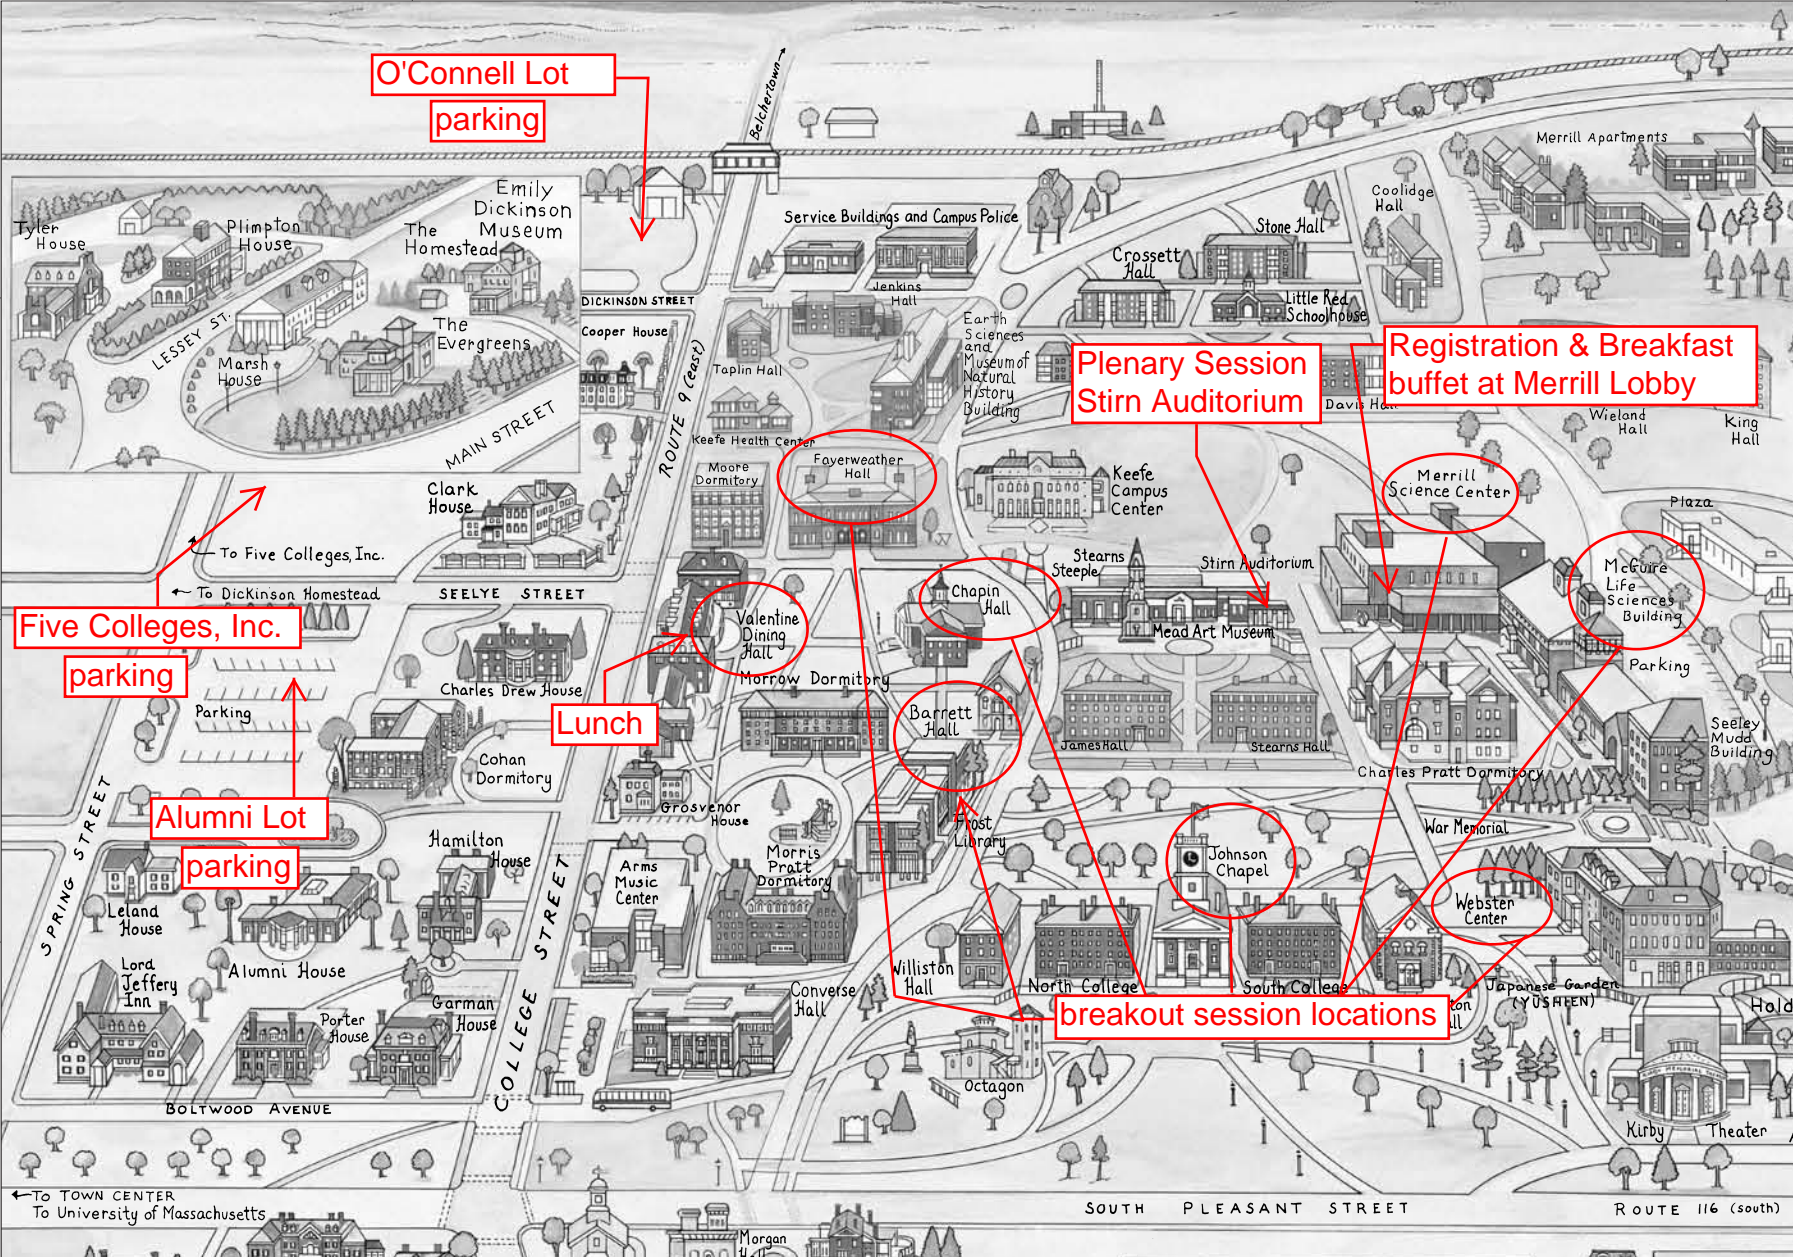 O'Connell Lot
parking
Belchertown
Merrill Apartments
Emily
Dickinson
Museum
Tyler
House
Plimpton
House
The
Homestead
LESSEY ST.
Marsh
House
The
Evergreens
MAIN STREET
Service Buildings and Campus Police
Stone Hall
Coolidge
Hall
Crossett
Hall
Jenkins
Hall
Little Red
Schoolhouse
DICKINSON STREET
Cooper House
ROUTE 9 (east)
Taplin Hall
Earth
Sciences
and
Museum of
Natural
History
Building
Plenary Session
Stirn Auditorium
Registration & Breakfast
buffet at Merrill Lobby
Davis Hall
Wieland
Hall
King
Hall
Keefe Health Center
Moore
Dormitory
Fayerweather
Hall
Keefe
Campus
Center
Merrill
Science Center
Plaza
Clark
House
To Five Colleges, Inc.
To Dickinson Homestead
SEELYE STREET
Stearns
Steeple
Stirn Auditorium
McGuire
Life
Sciences
Building
Chapin
Hall
Valentine
Dining
Hall
Mead Art Museum
Five Colleges, Inc.
parking
Parking
Charles Drew House
Morrow Dormitory
Lunch
Parking
Barrett
Hall
James Hall
Stearns Hall
Seeley
Mudd
Building
Cohan
Dormitory
Charles Pratt Dormitory
Grosvenor
House
Alumni Lot
parking
SPRING STREET
Frost
Library
War Memorial
Hamilton
House
Arms
Music
Center
Morris
Pratt
Dormitory
Johnson
Chapel
Webster
Center
Leland
House
Alumni House
COLLEGE STREET
Lord
Jeffery
Inn
Williston
Hall
North College
South College
Japanese Garden
(YŪSHIEN)
Garman
House
Porter
House
Converse
Hall
breakout session locations
ton
ll
Hold
Octagon
BOLTWOOD AVENUE
Kirby Theater
TO TOWN CENTER
To University of Massachusetts
SOUTH PLEASANT STREET
ROUTE 116 (south)
Morgan
Hall